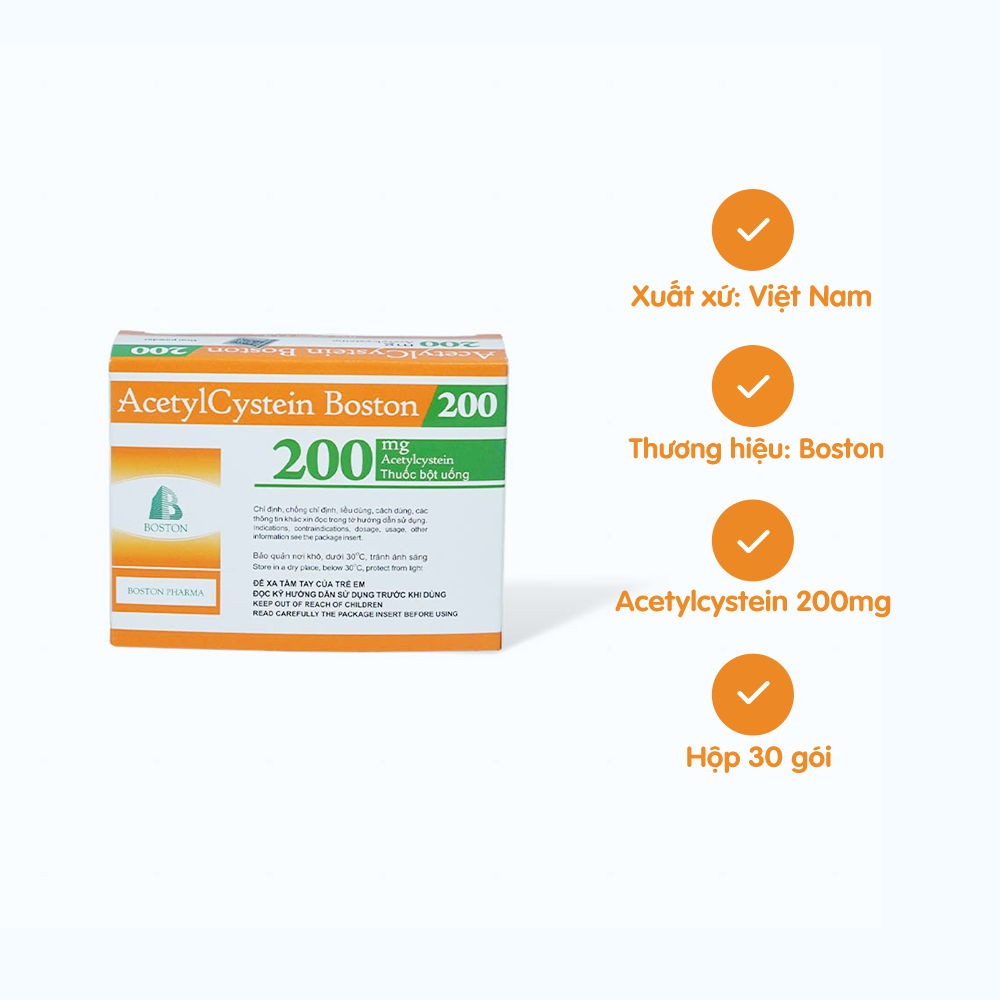 200 AcetylCystein Boston
200 mg
AcetylCystein Boston 200
200 mg
Acetylcystein
Thuốc bột uống
BOSTON
BOSTON PHARMA
Chỉ định, chống chỉ định, liều dùng, cách dùng, các
thông tin khác xin đọc trong tờ hướng dẫn sử dụng.
Indications, contraindications, dosage, usage, other
information see the package insert.
Bảo quản nơi khô, dưới 30°C, tránh ánh sáng
Store in a dry place, below 30°C, protect from light
ĐỂ XA TẦM TAY CỦA TRẺ EM
ĐỌC KỸ HƯỚNG DẪN SỬ DỤNG TRƯỚC KHI DÙNG
KEEP OUT OF REACH OF CHILDREN
READ CAREFULLY THE PACKAGE INSERT BEFORE USING
Xuất xứ: Việt Nam
Thương hiệu: Boston
Acetylcystein 200mg
Hộp 30 gói